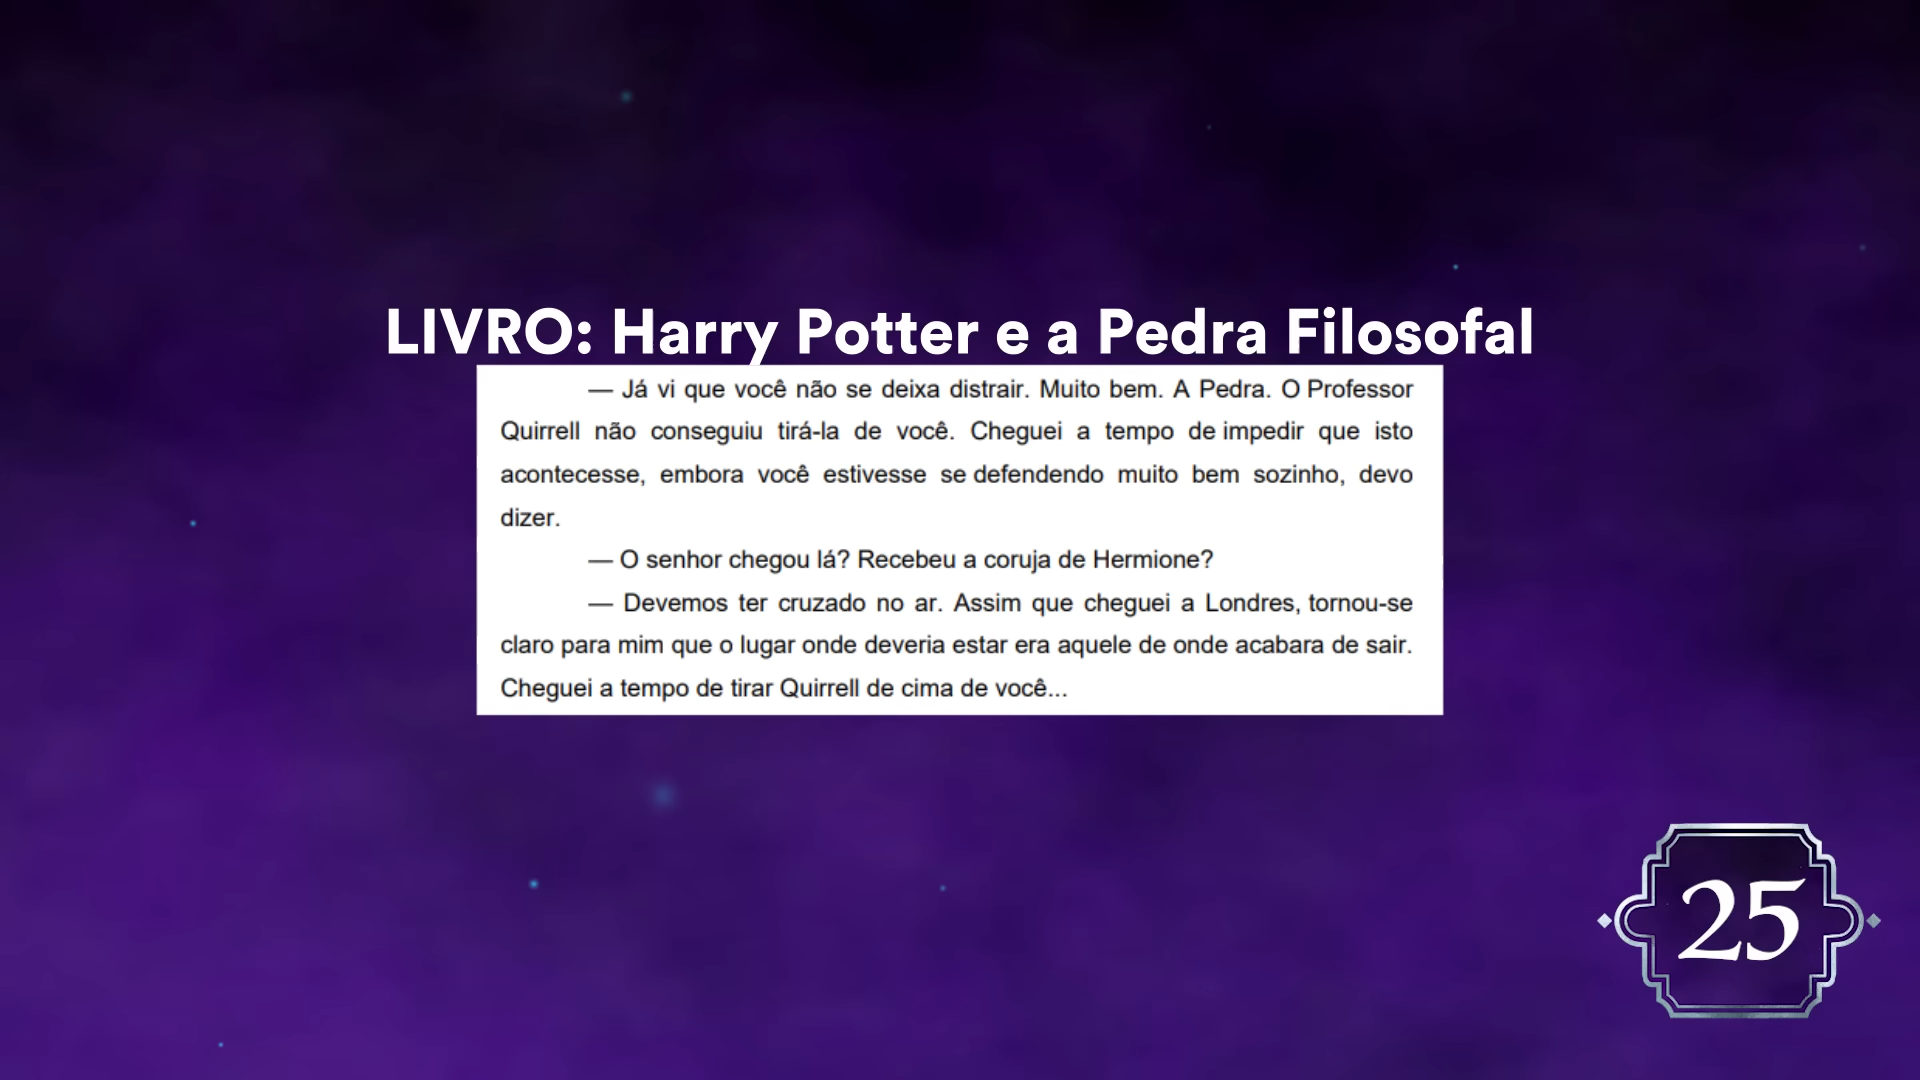 LIVRO: Harry Potter e a Pedra Filosofal
— Já vi que você não se deixa distrair. Muito bem. A Pedra. O Professor
Quirrell não conseguiu tirá-la de você. Cheguei a tempo de impedir que isto
acontecesse, embora você estivesse se defendendo muito bem sozinho, devo
dizer.
— O senhor chegou lá? Recebeu a coruja de Hermione?
— Devemos ter cruzado no ar. Assim que cheguei a Londres, tornou-se
claro para mim que o lugar onde deveria estar era aquele de onde acabara de sair.
Cheguei a tempo de tirar Quirrell de cima de você...
25